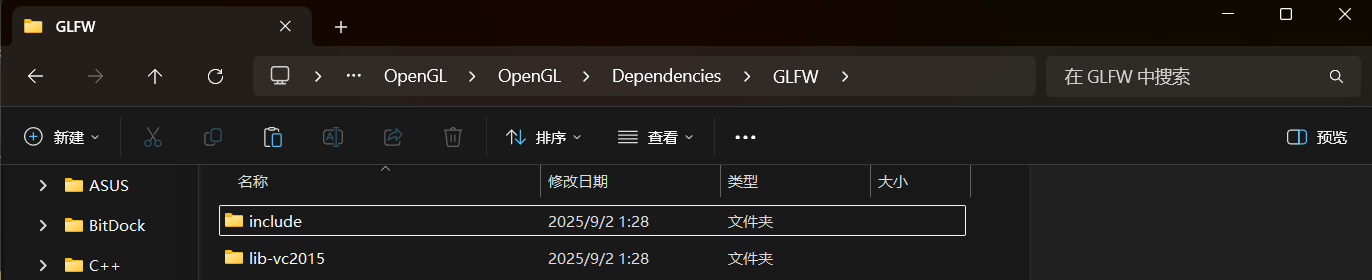 GLFW
··· OpenGL OpenGL Dependencies GLFW 在 GLFW 中搜索
新建 排序 查看 ··· 预览
名称 修改日期 类型 大小
ASUS
include 2025/9/2 1:28 文件夹
BitDock
lib-vc2015 2025/9/2 1:28 文件夹
C++